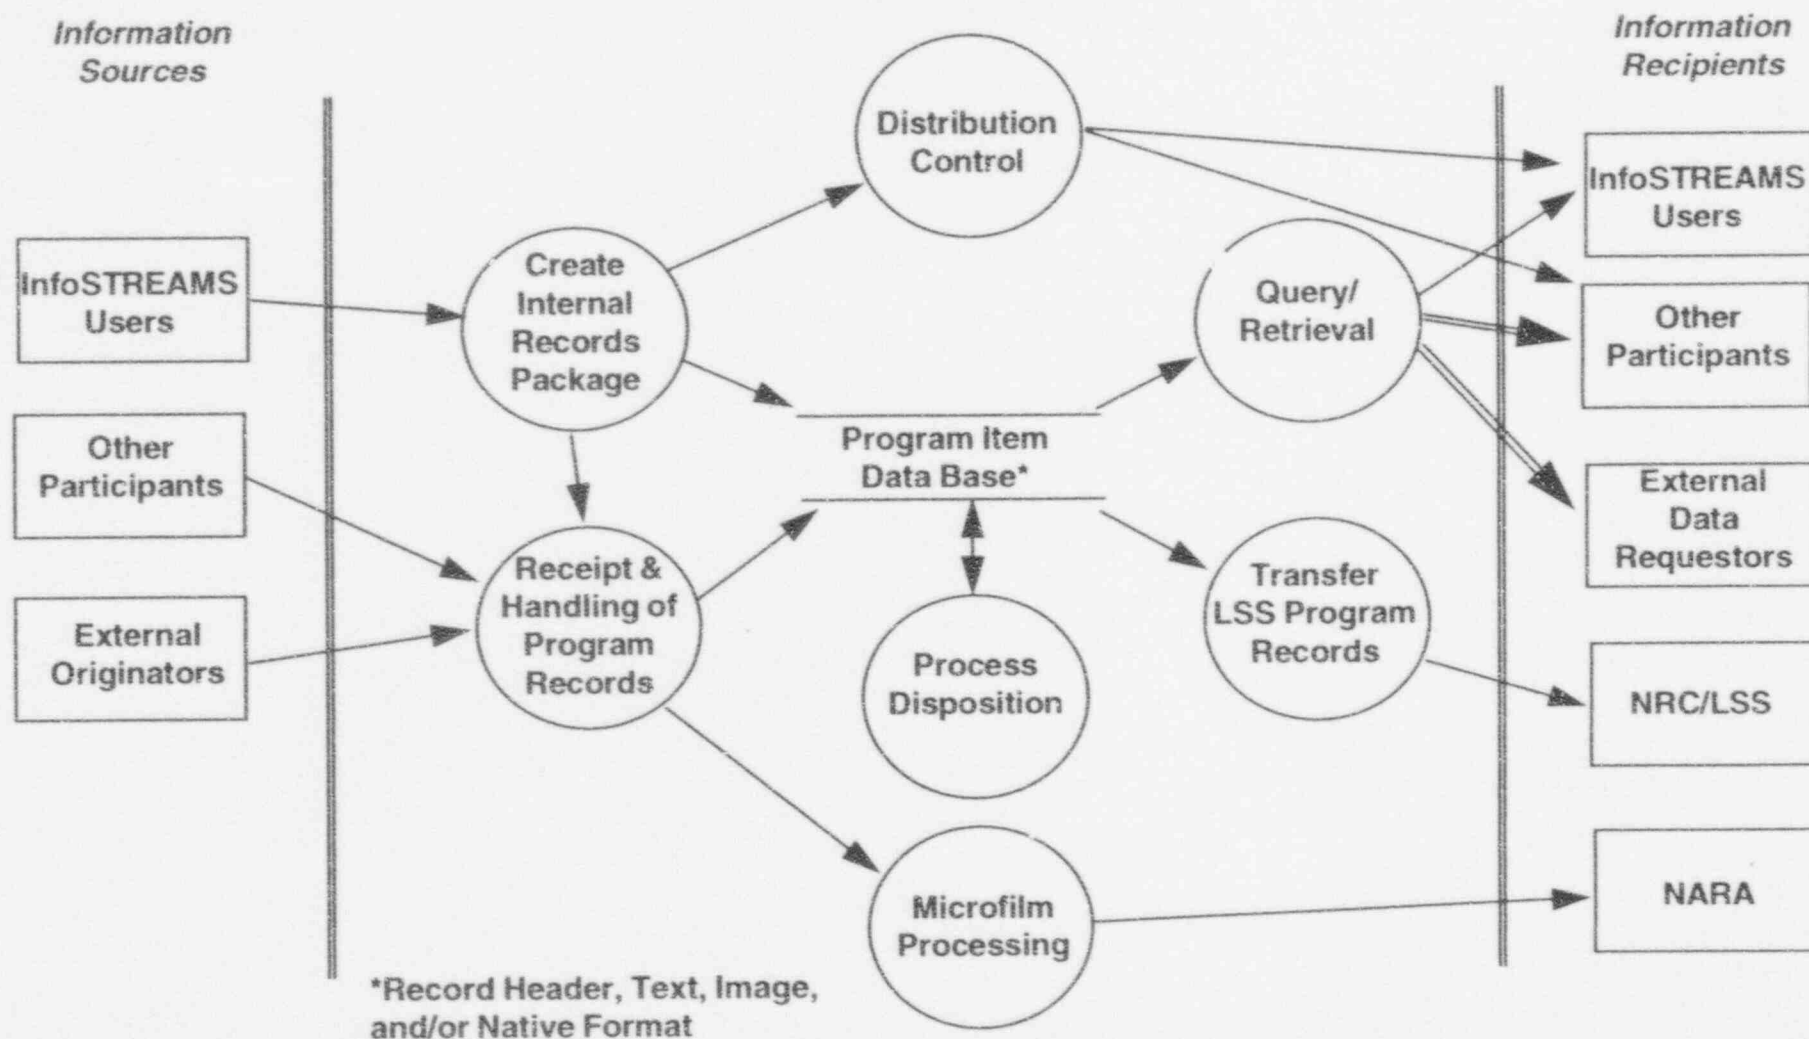 Information
Sources
Information
Recipients
Distribution
Control
InfoSTREAMS
Users
InfoSTREAMS
Users
Create
Internal
Records
Package
Query/
Retrieval
Other
Participants
Other
Participants
Program Item
Data Base*
External
Data
Requestors
Receipt &
Handling of
Program
Records
Transfer
LSS Program
Records
External
Originators
Process
Disposition
NRC/LSS
Microfilm
Processing
NARA
*Record Header, Text, Image,
and/or Native Format